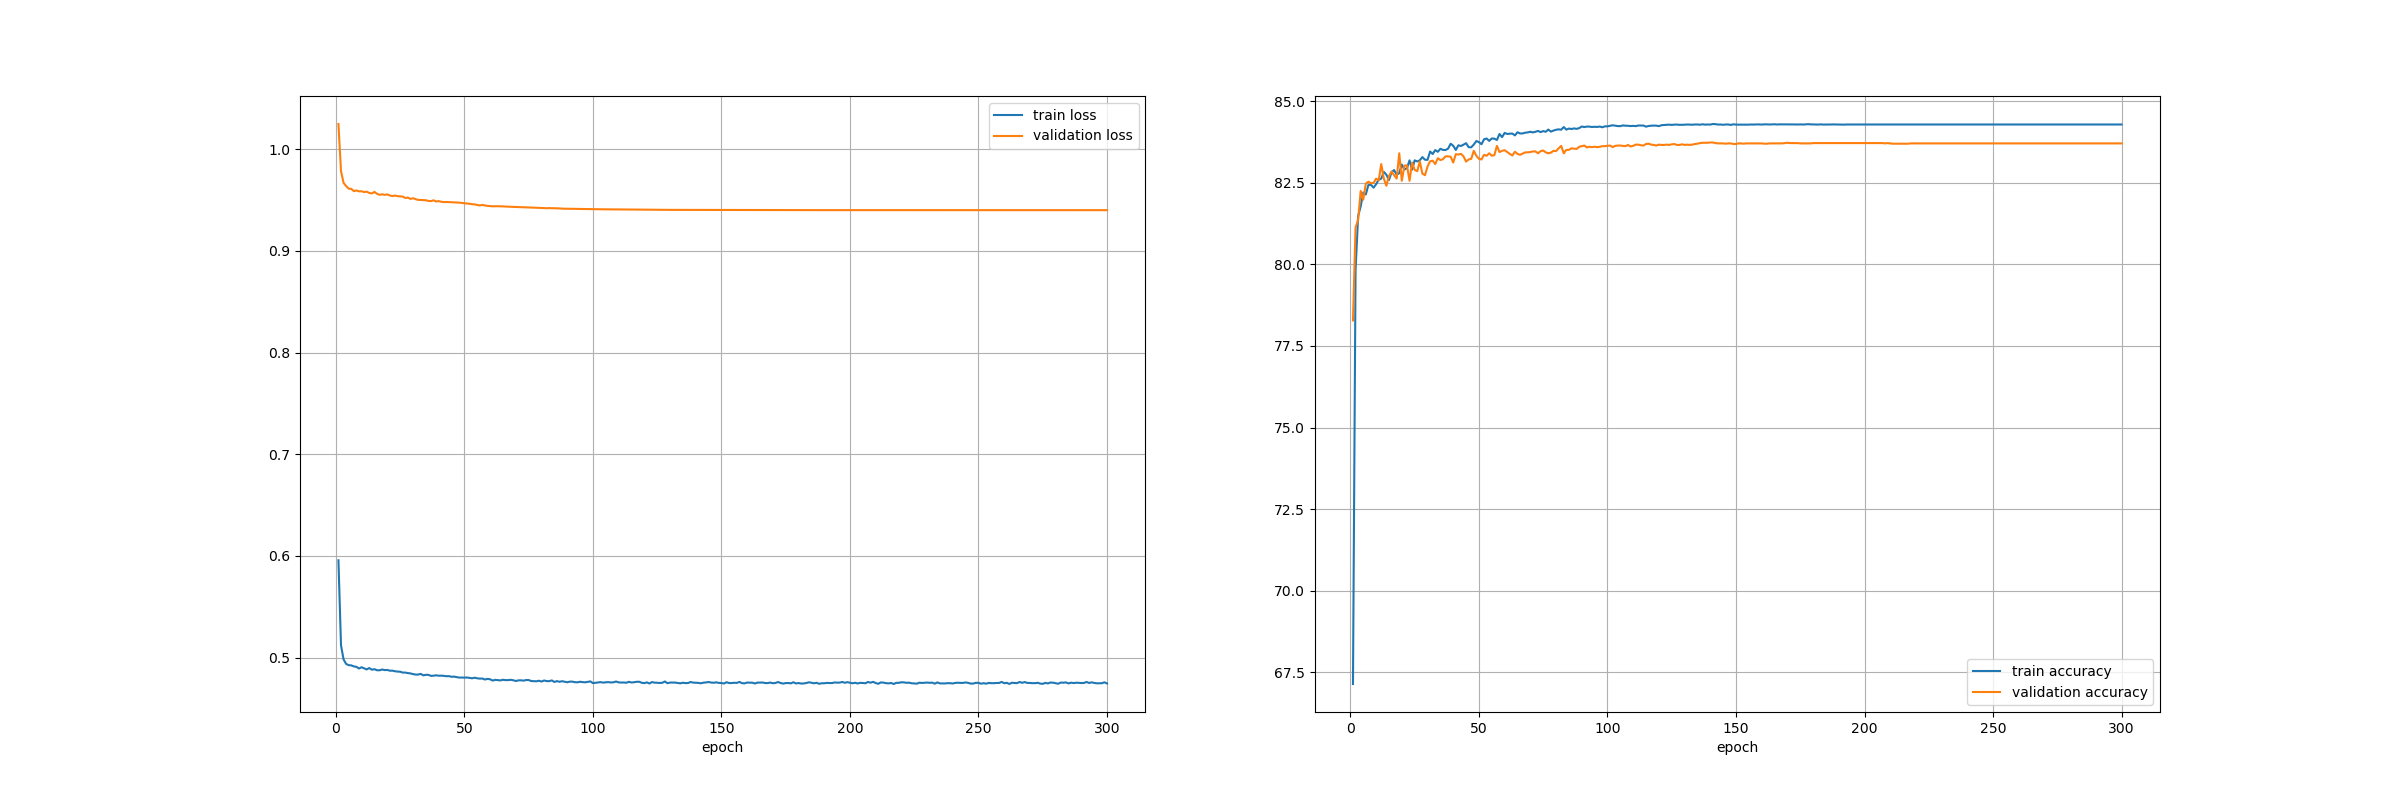 train loss
validation loss
1.0
0.9
0.8
0.7
0.6
0.5
0 50 100 150 200 250 300
epoch
85.0
82.5
80.0
77.5
75.0
72.5
70.0
67.5
train accuracy
validation accuracy
0 50 100 150 200 250 300
epoch